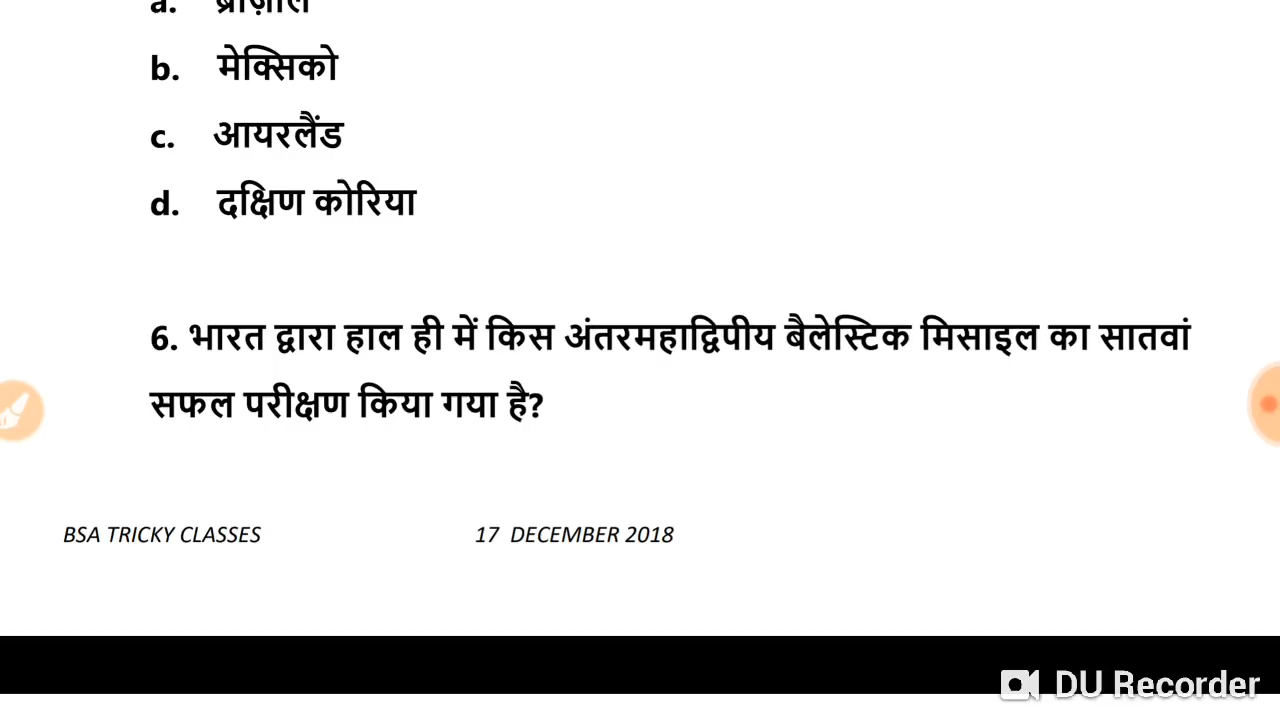 a. ब्राज़ील
b. मेक्सिको
c. आयरलैंड
d. दक्षिण कोरिया
6. भारत द्वारा हाल ही में किस अंतरमहाद्विपीय बैलेस्टिक मिसाइल का सातवां
सफल परीक्षण किया गया है?
BSA TRICKY CLASSES 17 DECEMBER 2018
DU Recorder